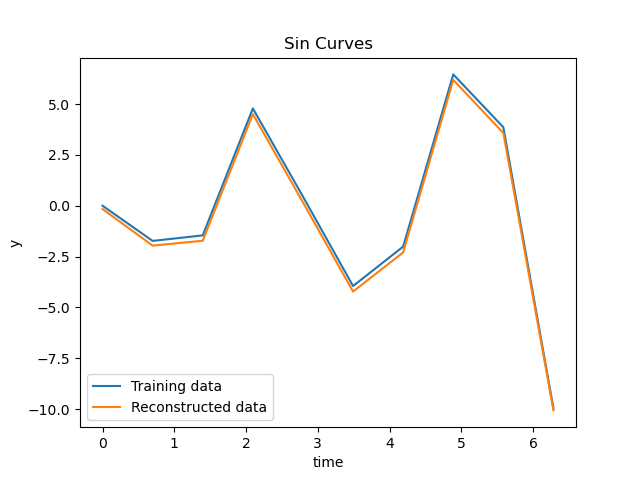 Sin Curves
5.0
2.5
0.0
−2.5
−5.0
−7.5
−10.0
y
Training data
Reconstructed data
0 1 2 3 4 5 6
time